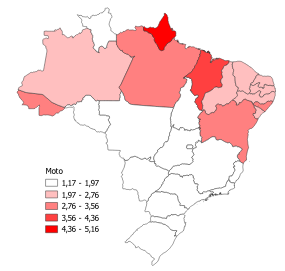 Moto
1,17 - 1,97
1,97 - 2,76
2,76 - 3,56
3,56 - 4,36
4,36 - 5,16